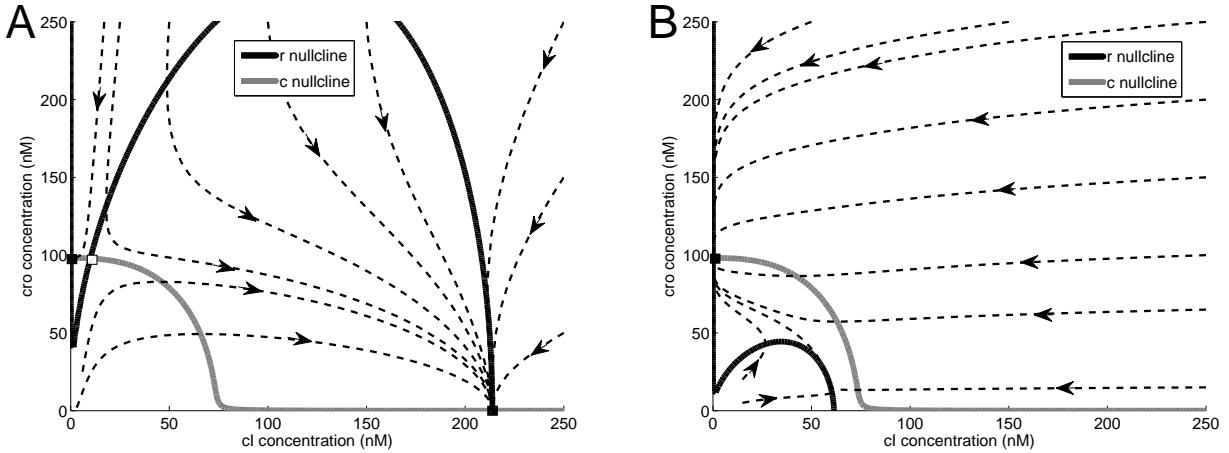 A
250
200
150
100
50
0
cro concentration (nM)
r nullcline
c nullcline
0 50 100 150 200 250
cI concentration (nM)
B
250
200
150
100
50
0
cro concentration (nM)
r nullcline
c nullcline
0 50 100 150 200 250
cI concentration (nM)